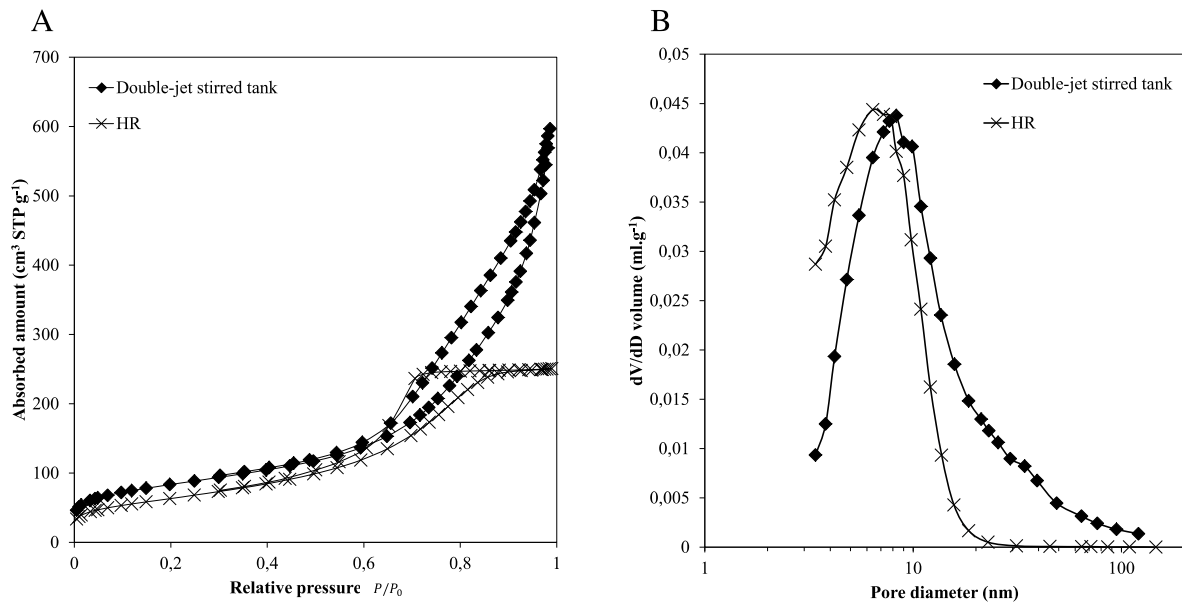 A
700
600
500
400
300
200
100
0
Absorbed amount (cm³ STP g⁻¹)
Double-jet stirred tank
HR
0
0,2
0,4
0,6
0,8
1
Relative pressure P/P₀
B
0,05
0,045
0,04
0,035
0,03
0,025
0,02
0,015
0,01
0,005
0
dV/dD volume (ml.g⁻¹)
Double-jet stirred tank
HR
1
10
100
Pore diameter (nm)